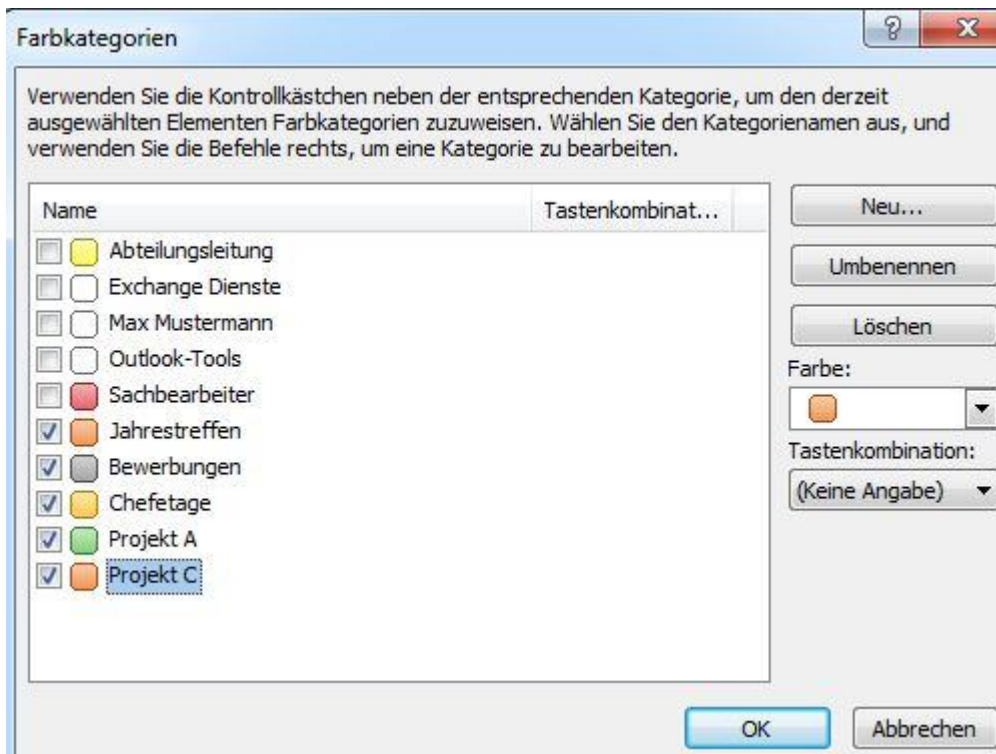 Farbkategorien
Verwenden Sie die Kontrollkästchen neben der entsprechenden Kategorie, um den derzeit
ausgewählten Elementen Farbkategorien zuzuweisen. Wählen Sie den Kategorienamen aus, und
verwenden Sie die Befehle rechts, um eine Kategorie zu bearbeiten.
Name
Tastenkombinat...
Abteilungsleitung
Exchange Dienste
Max Mustermann
Outlook-Tools
Sachbearbeiter
Jahrestreffen
Bewerbungen
Chefetage
Projekt A
Projekt C
Neu...
Umbenennen
Löschen
Farbe:
Tastenkombination:
(Keine Angabe)
OK
Abbrechen